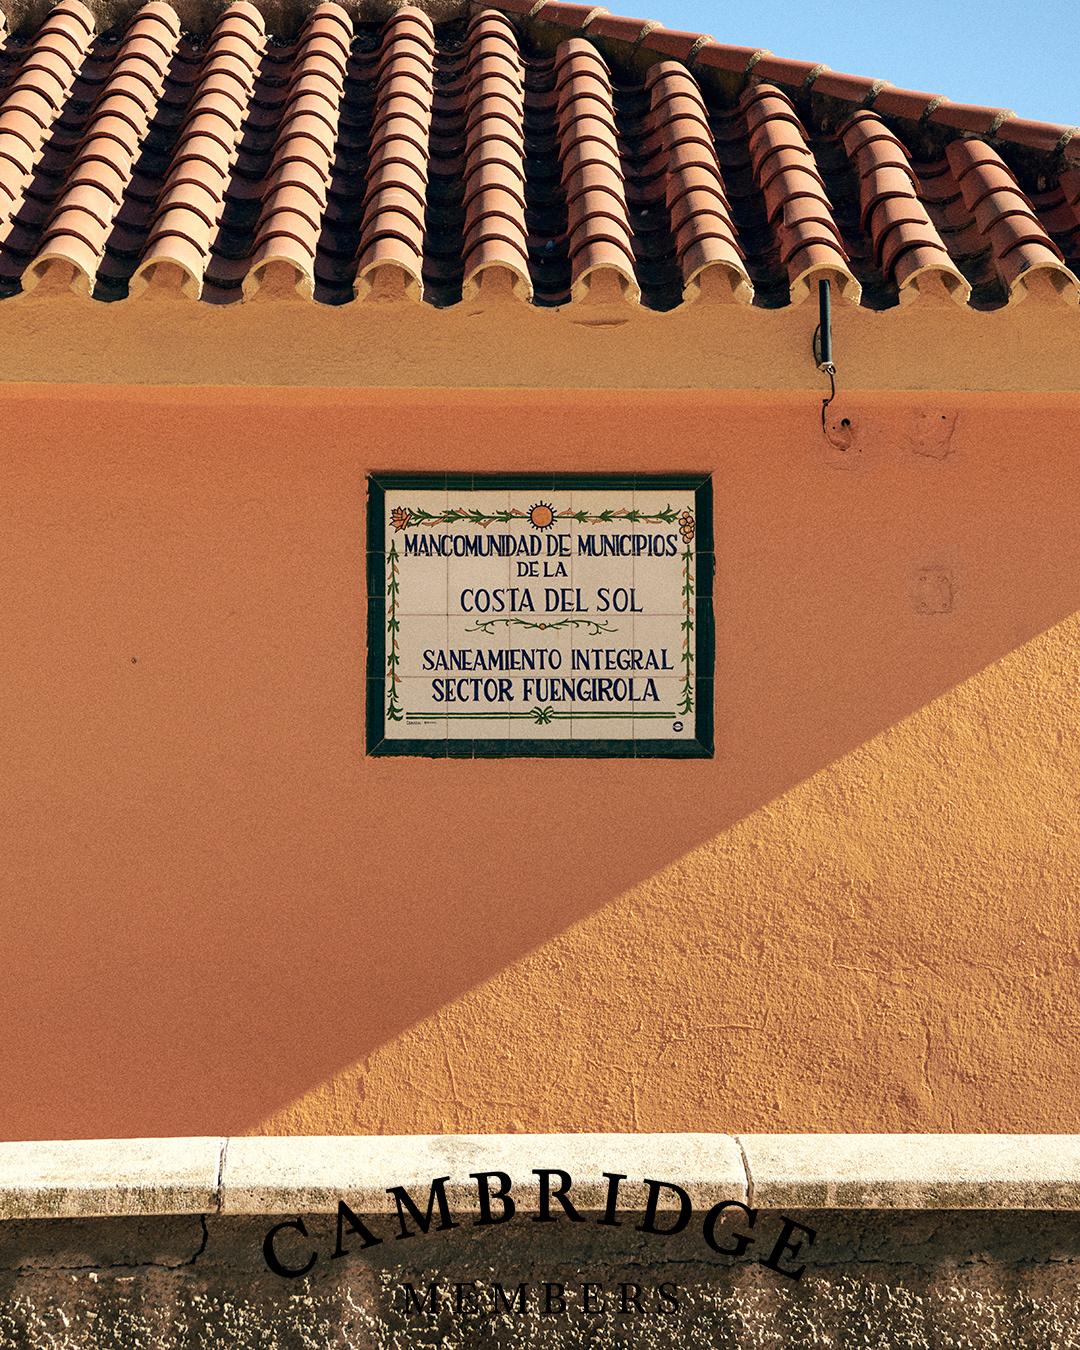 MANCOMUNIDAD DE MUNICIPIOS
DE LA
COSTA DEL SOL
SANEAMIENTO INTEGRAL
SECTOR FUENGIROLA
CAMBRIDGE
MEMBERS